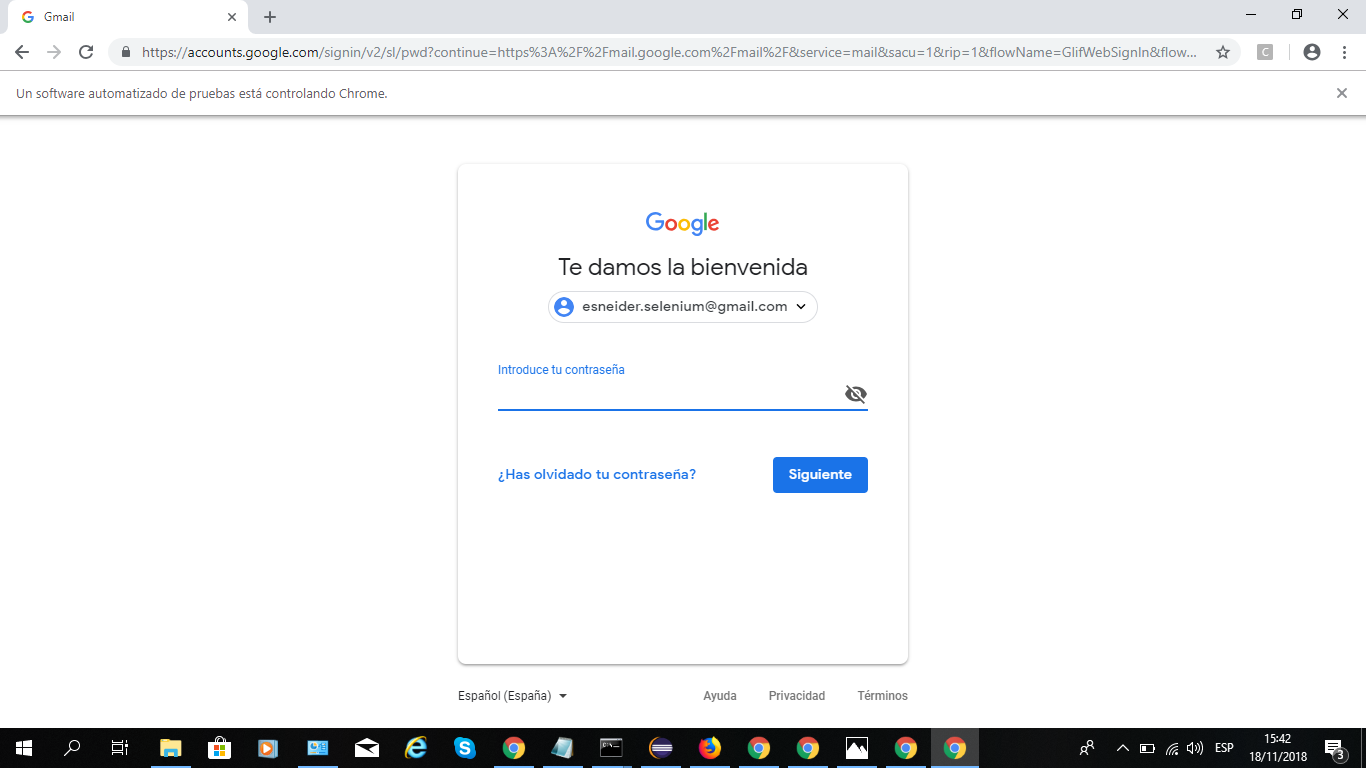 Gmail
https://accounts.google.com/signin/v2/sl/pwd?continue=https%3A%2F%2Fmail.google.com%2Fmail%2F&service=mail&sacu=1&rip=1&flowName=GlifWebSignIn&flow...
C
Un software automatizado de pruebas está controlando Chrome.
Google
Te damos la bienvenida
esneider.selenium@gmail.com
Introduce tu contraseña
¿Has olvidado tu contraseña?
Siguiente
Español (España)
Ayuda Privacidad Términos
ESP
15:42
18/11/2018
3